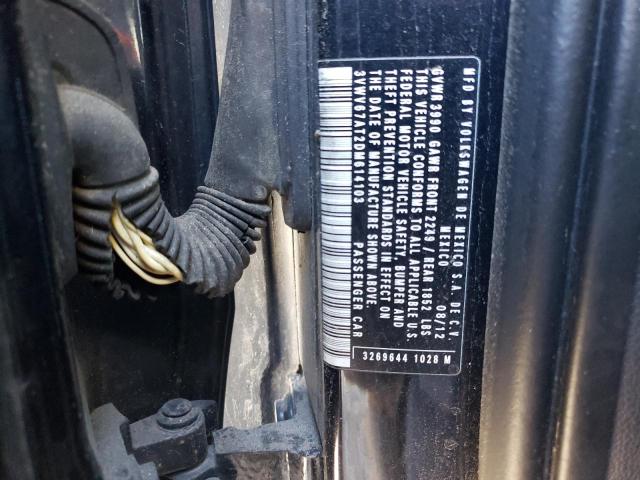 MFD BY VOLKSWAGEN DE MEXICO S.A. DE C.V.
MEXICO 08/12
GVWR 3990 GAWR FRONT 2249 / REAR 1852 LBS
THIS VEHICLE CONFORMS TO ALL APPLICABLE U.S.
FEDERAL MOTOR VEHICLE SAFETY, BUMPER AND
THEFT PREVENTION STANDARDS IN EFFECT ON
THE DATE OF MANUFACTURE SHOWN ABOVE.
3VWV67AT2DM614103 PASSENGER CAR
3269644 1028 M